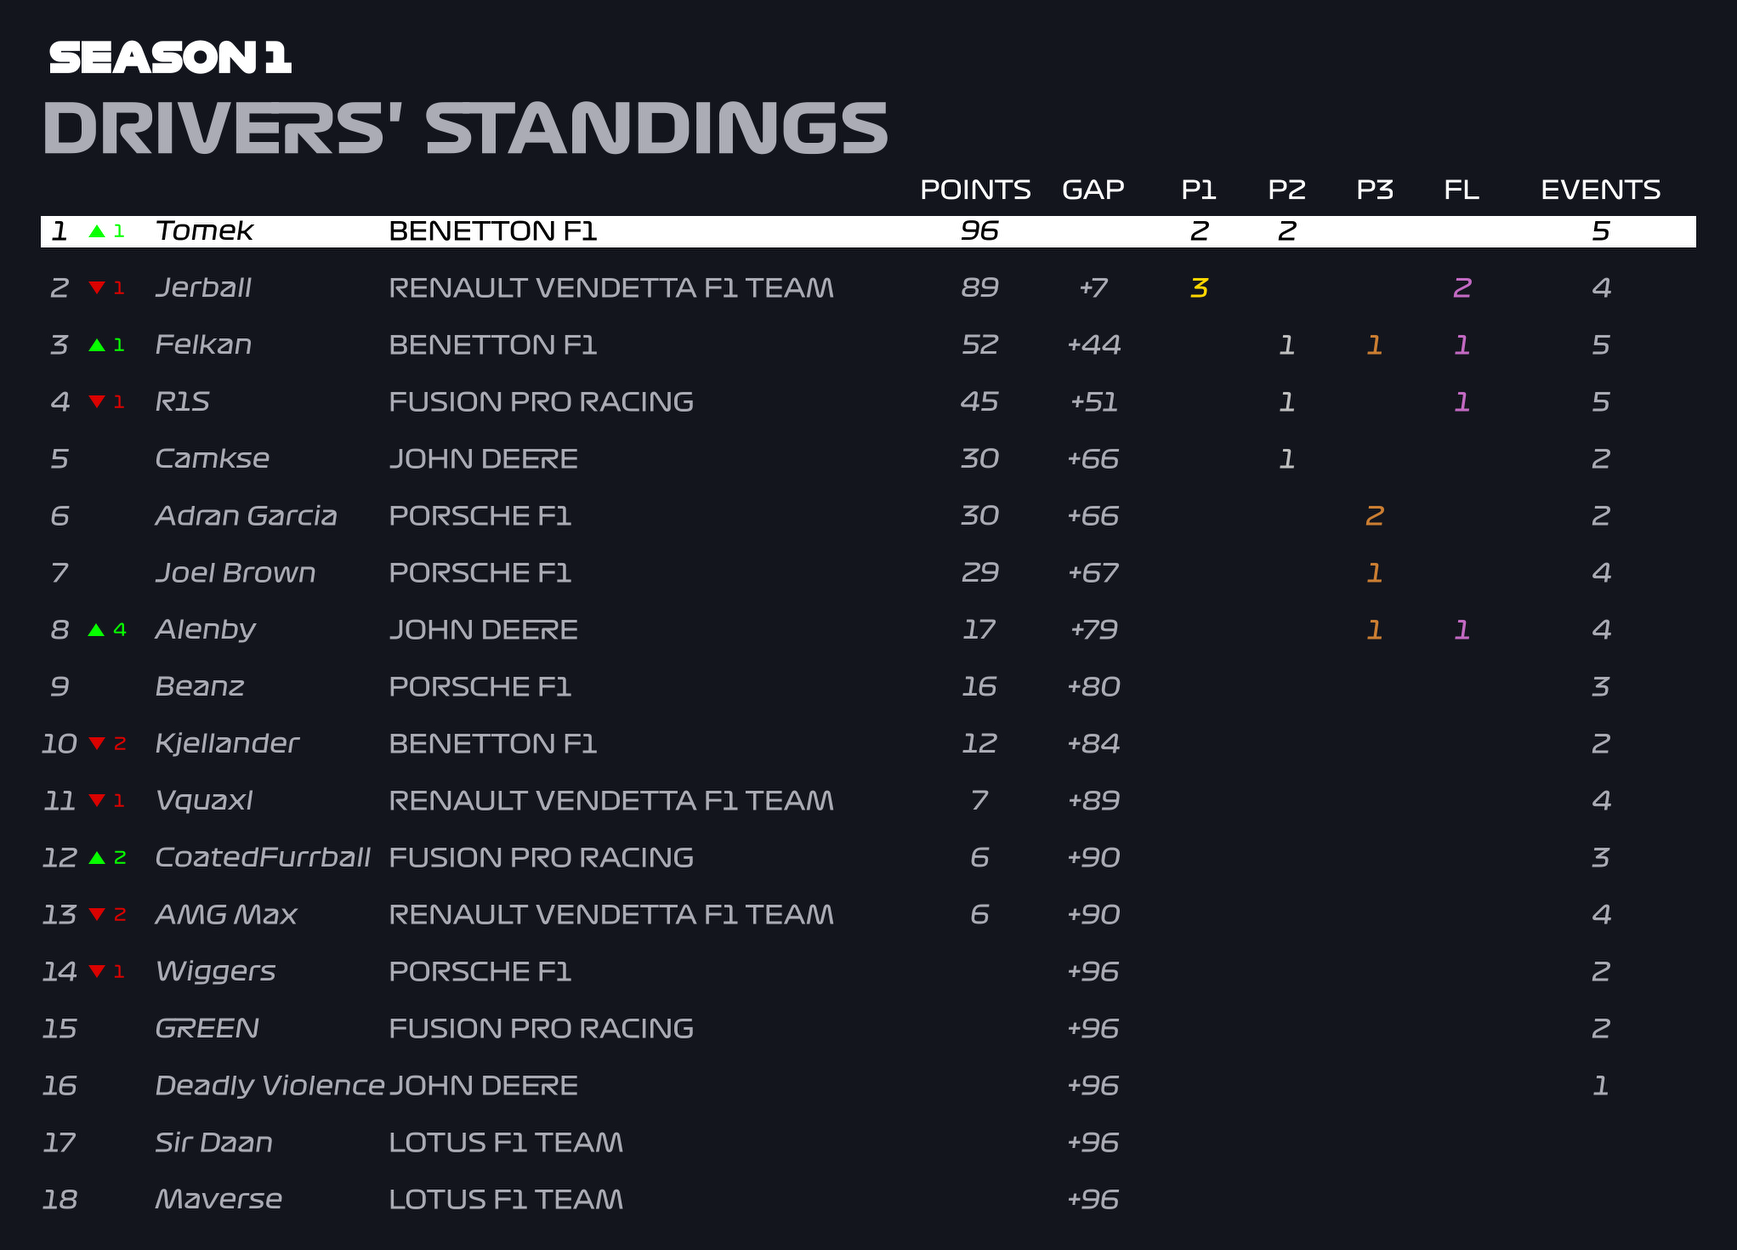 SEASON 1
DRIVERS' STANDINGS
POINTS GAP P1 P2 P3 FL EVENTS
1 ▲ 1 Tomek BENETTON F1 96 2 2 5
2 ▼ 1 Jerball RENAULT VENDETTA F1 TEAM 89 +7 3 2 4
3 ▲ 1 Felkan BENETTON F1 52 +44 1 1 1 5
4 ▼ 1 R1S FUSION PRO RACING 45 +51 1 1 5
5 Camkse JOHN DEERE 30 +66 1 2
6 Adran Garcia PORSCHE F1 30 +66 2 2
7 Joel Brown PORSCHE F1 29 +67 1 4
8 ▲ 4 Alenby JOHN DEERE 17 +79 1 1 4
9 Beanz PORSCHE F1 16 +80 3
10 ▼ 2 Kjellander BENETTON F1 12 +84 2
11 ▼ 1 Vquaxl RENAULT VENDETTA F1 TEAM 7 +89 4
12 ▲ 2 CoatedFurrball FUSION PRO RACING 6 +90 3
13 ▼ 2 AMG Max RENAULT VENDETTA F1 TEAM 6 +90 4
14 ▼ 1 Wiggers PORSCHE F1 +96 2
15 GREEN FUSION PRO RACING +96 2
16 Deadly Violence JOHN DEERE +96 1
17 Sir Daan LOTUS F1 TEAM +96
18 Maverse LOTUS F1 TEAM +96